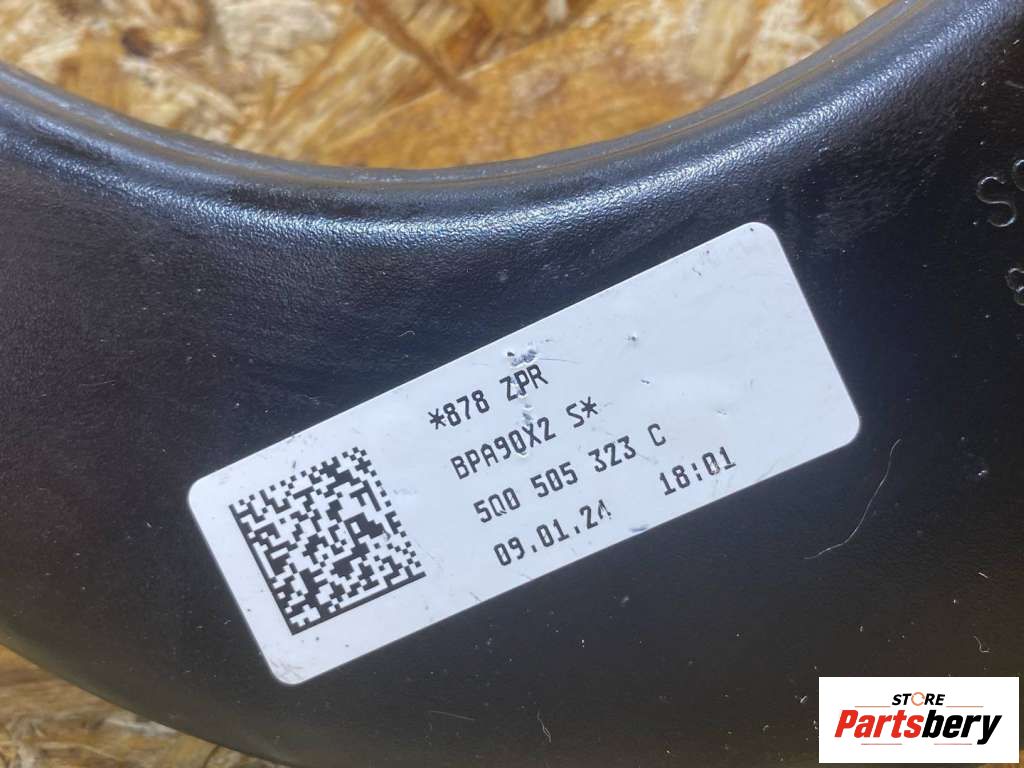 *878 ZPR
BPA90X2 S*
5Q0 505 323 C
09.01.24 18:01
STORE
Partsbery